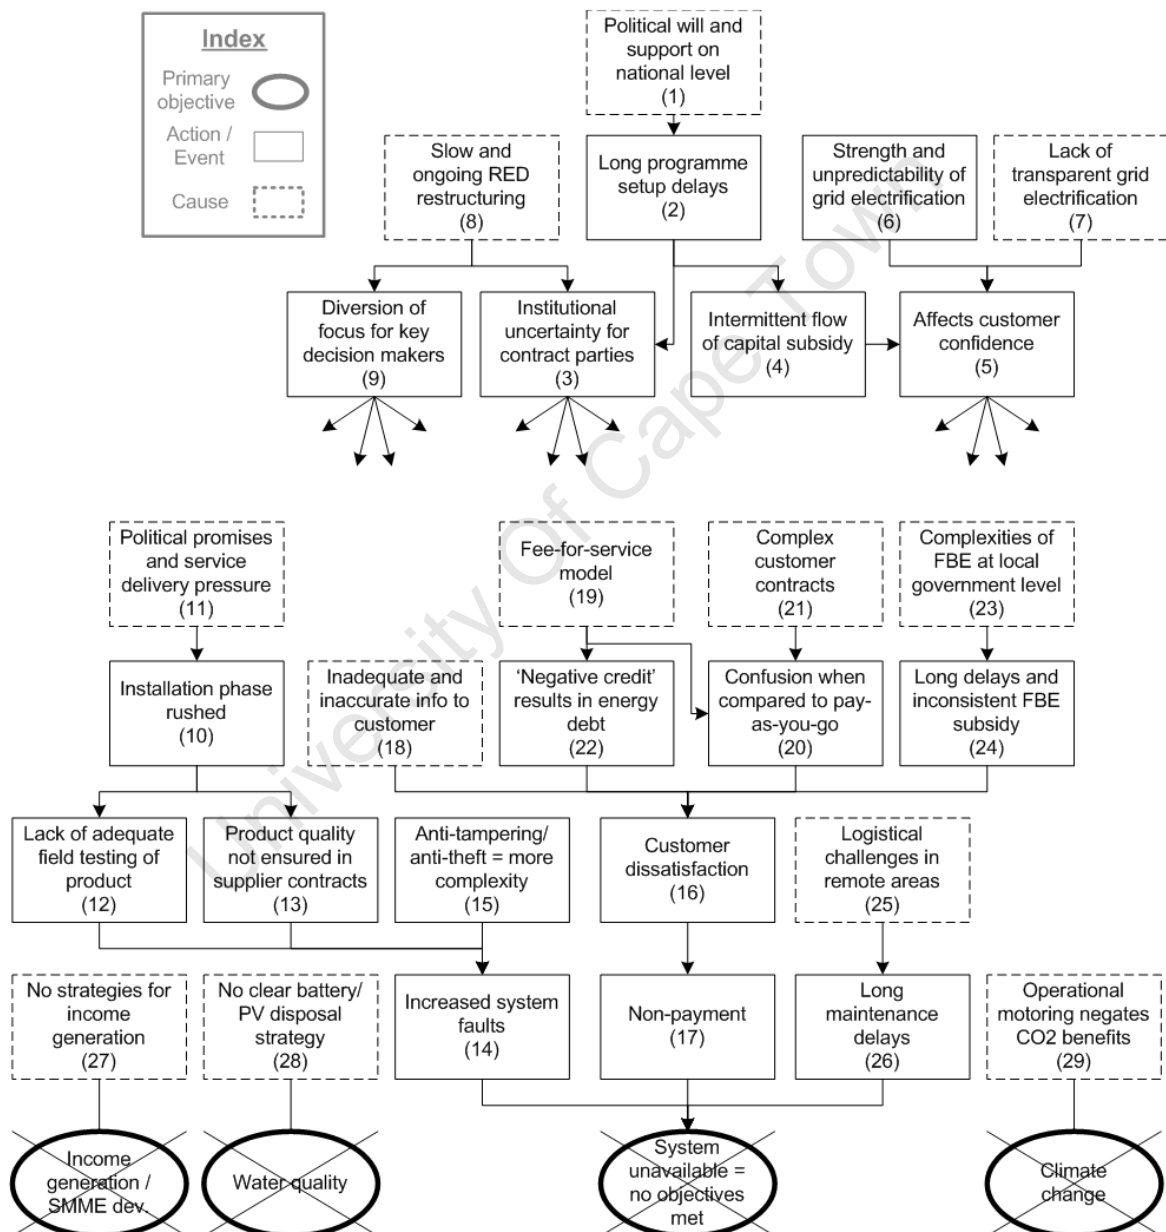 Index
Primary
objective
Action /
Event
Cause
Political will and
support on
national level
(1)
Slow and
ongoing RED
restructuring
(8)
Long programme
setup delays
(2)
Strength and
unpredictability of
grid electrification
(6)
Lack of
transparent grid
electrification
(7)
Diversion of
focus for key
decision makers
(9)
Institutional
uncertainty for
contract parties
(3)
Intermittent flow
of capital subsidy
(4)
Affects customer
confidence
(5)
University Of Cape Town
Political promises
and service
delivery pressure
(11)
Fee-for-service
model
(19)
Complex
customer
contracts
(21)
Complexities of
FBE at local
government level
(23)
Installation phase
rushed
(10)
Inadequate and
inaccurate info to
customer
(18)
‘Negative credit’
results in energy
debt
(22)
Confusion when
compared to pay-
as-you-go
(20)
Long delays and
inconsistent FBE
subsidy
(24)
Lack of adequate
field testing of
product
(12)
Product quality
not ensured in
supplier contracts
(13)
Anti-tampering/
anti-theft = more
complexity
(15)
Customer
dissatisfaction
(16)
Logistical
challenges in
remote areas
(25)
No strategies for
income
generation
(27)
No clear battery/
PV disposal
strategy
(28)
Increased system
faults
(14)
Non-payment
(17)
Long
maintenance
delays
(26)
Operational
motoring negates
CO2 benefits
(29)
Income
generation /
SMME dev.
Water quality
System
unavailable =
no objectives
met
Climate
change